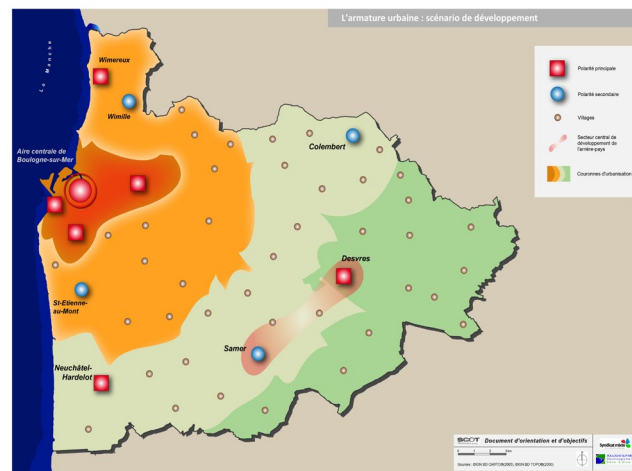 L'armature urbaine : scénario de développement
La Manche
Wimereux
Wimille
Aire centrale de
Boulogne-sur-Mer
Colembert
Desvres
St-Etienne-
au-Mont
Samer
Neuchâtel-
Hardelot
Polarité principale
Polarité secondaire
Villages
Secteur central de
développement de
l'arrière-pays
Couronnes d'urbanisation
SCOT Document d'orientation et d'objectifs
Syndicat mixte